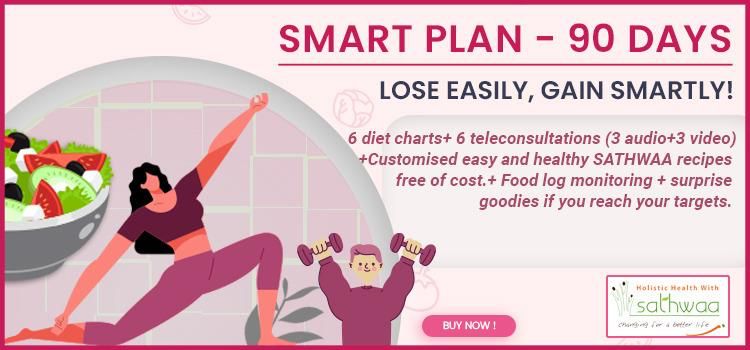 SMART PLAN - 90 DAYS
LOSE EASILY, GAIN SMARTLY!
6 diet charts+ 6 teleconsultations (3 audio+3 video)
+Customised easy and healthy SATHWAA recipes
free of cost.+ Food log monitoring + surprise
goodies if you reach your targets.
BUY NOW !
Holistic Health With
sathwaa
changing for a better life